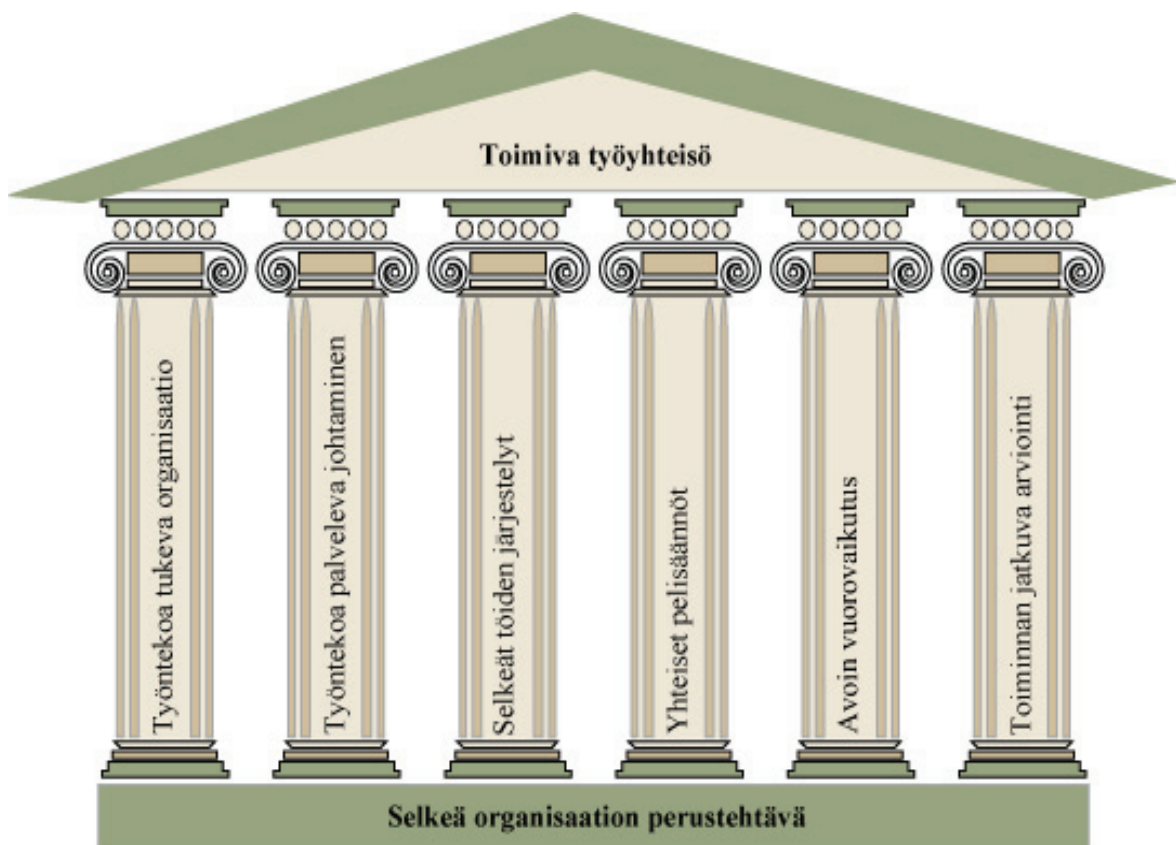 Toimiva työyhteisö
Työntekoa tukeva organisaatio
Työntekoa palveleva johtaminen
Selkeät töiden järjestelyt
Yhteiset pelisäännöt
Avoin vuorovaikutus
Toiminnan jatkuva arviointi
Selkeä organisaation perustehtävä